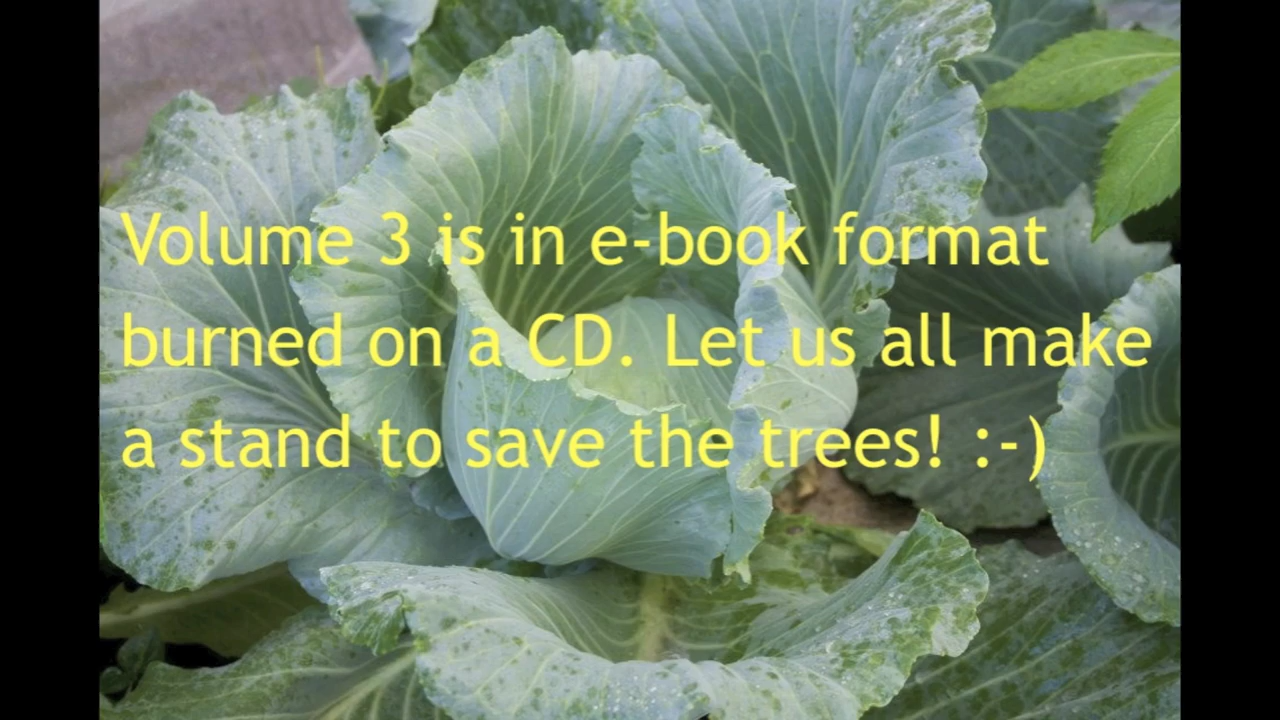 Volume 3 is in e-book format
burned on a CD. Let us all make
a stand to save the trees! :-)